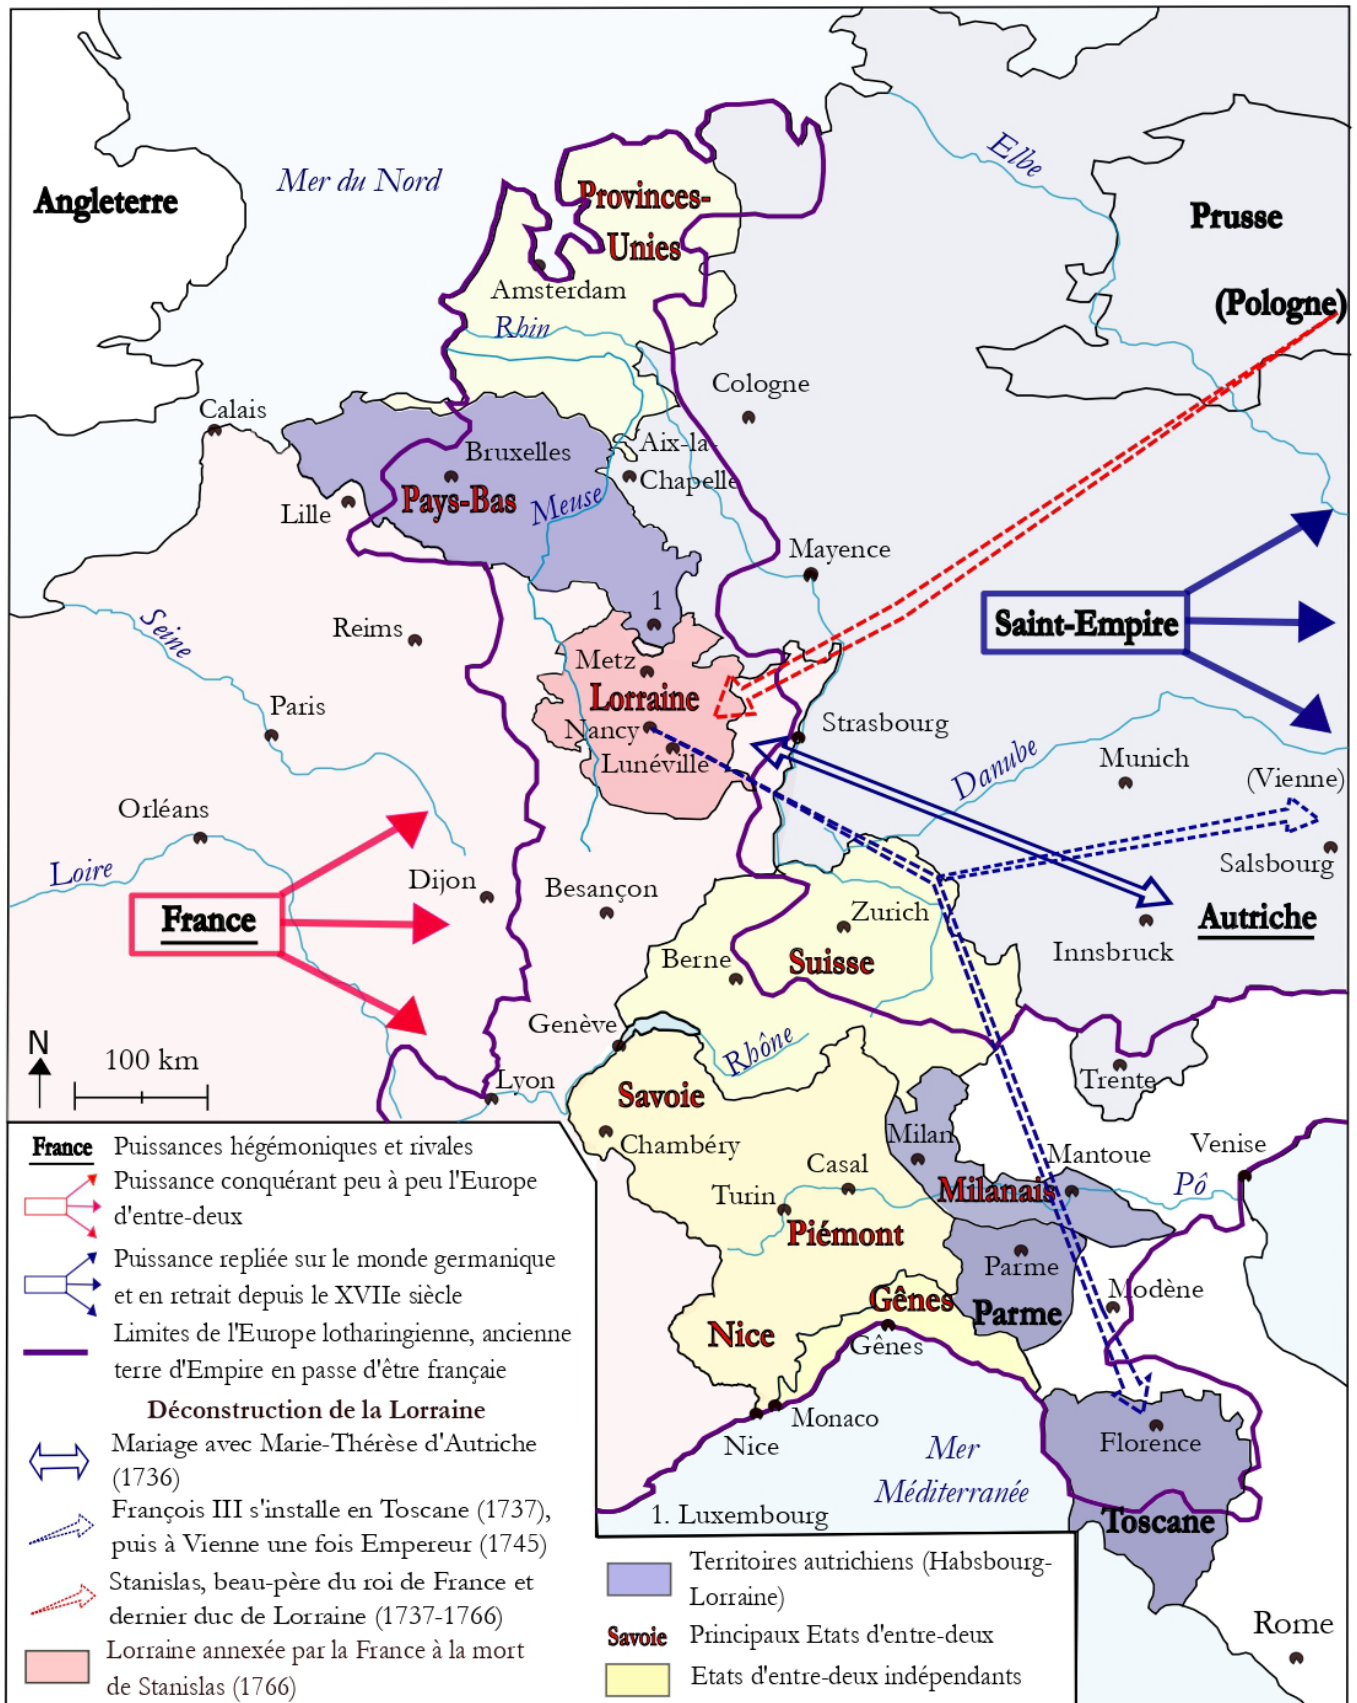 Mer du Nord
Angleterre
Elbe
Prusse
(Pologne)
Provinces-
Unies
Amsterdam
Rhin
Cologne
Calais
Bruxelles
Aix-la-
Chapelle
Pays-Bas
Meuse
Lille
Mayence
1
Saint-Empire
Seine
Reims
Metz
Lorraine
Paris
Nancy
Lunéville
Strasbourg
Danube
Munich
(Vienne)
Salsbourg
Orléans
Loire
Dijon
Besançon
France
Zurich
Autriche
Innsbruck
Berne
Suisse
Genève
Rhône
N
100 km
Lyon
Savoie
Trente
Chambéry
Milan
Casal
Mantoue
Venise
Turin
Milanais
Pô
Piémont
Parme
Modène
Gênes
Parme
Nice
Gênes
Monaco
Nice
Mer
Méditerranée
Florence
Toscane
Rome
1. Luxembourg
France Puissances hégémoniques et rivales
Puissance conquérant peu à peu l'Europe
d'entre-deux
Puissance repliée sur le monde germanique
et en retrait depuis le XVIIe siècle
Limites de l'Europe lotharingienne, ancienne
terre d'Empire en passe d'être françaie
Déconstruction de la Lorraine
Mariage avec Marie-Thérèse d'Autriche
(1736)
François III s'installe en Toscane (1737),
puis à Vienne une fois Empereur (1745)
Stanislas, beau-père du roi de France et
dernier duc de Lorraine (1737-1766)
Lorraine annexée par la France à la mort
de Stanislas (1766)
Territoires autrichiens (Habsbourg-
Lorraine)
Savoie Principaux Etats d'entre-deux
Etats d'entre-deux indépendants